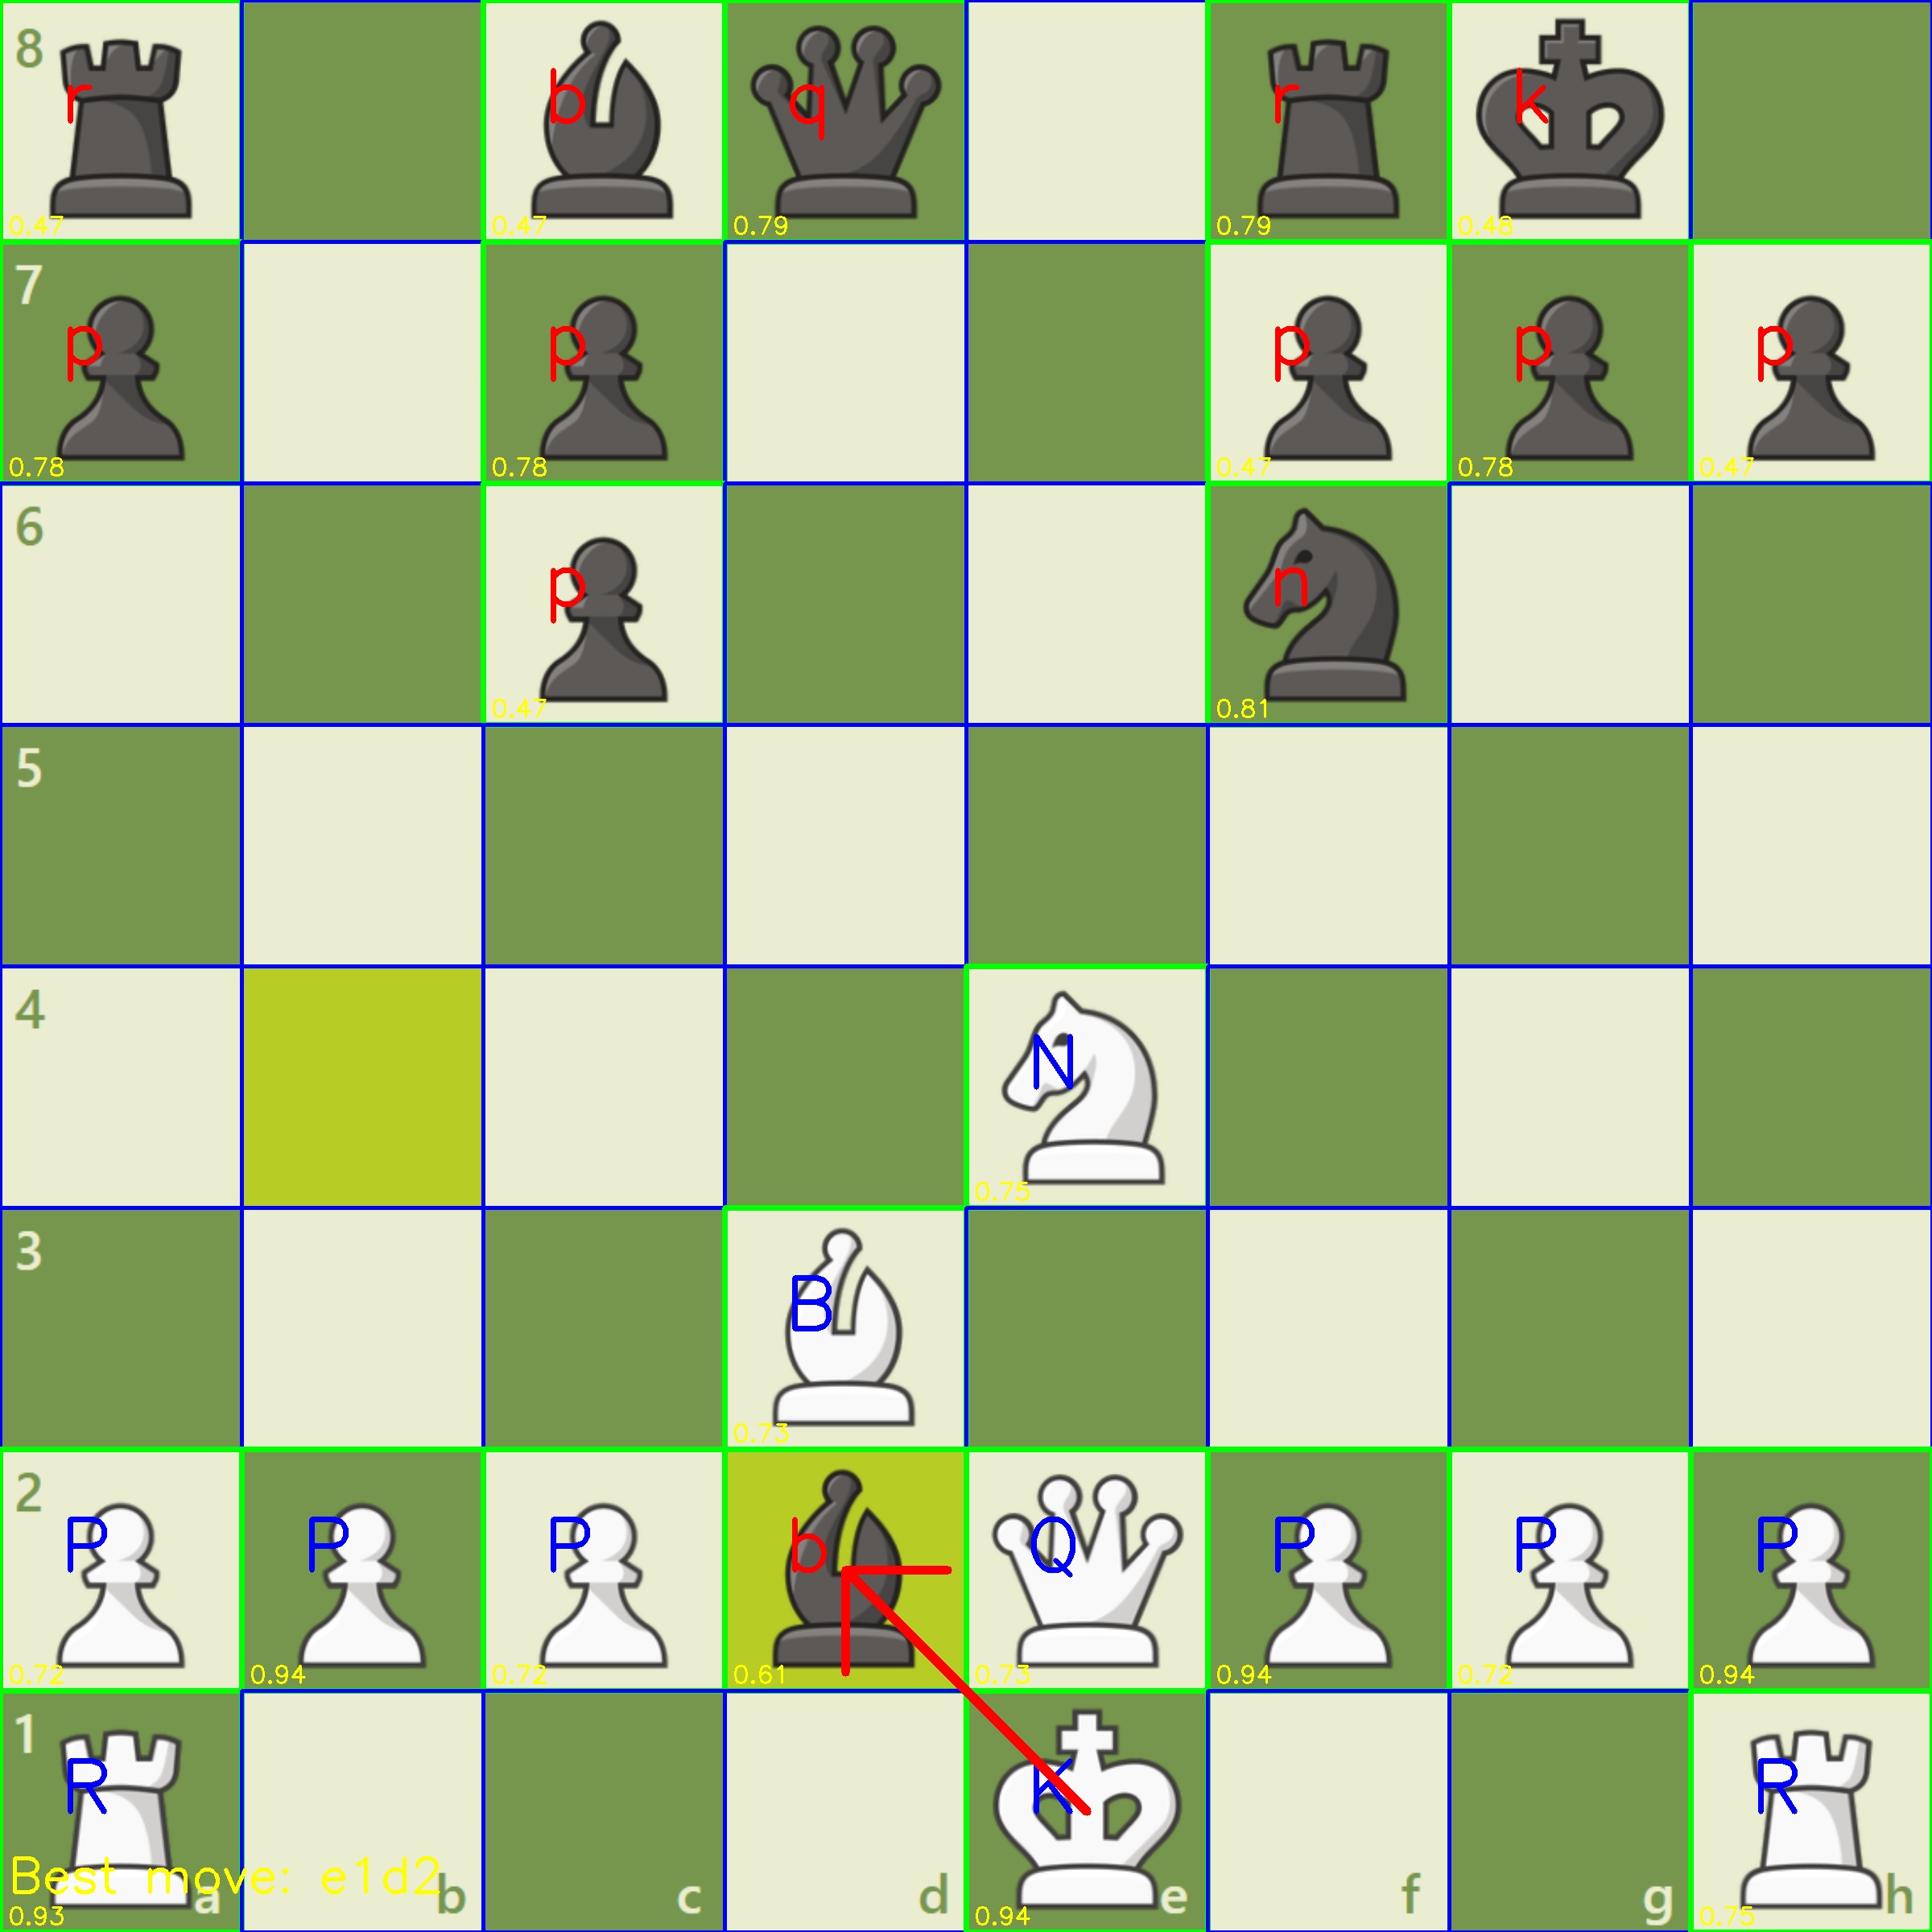 8 r b q r k
0.47 0.47 0.79 0.79 0.48
7 p p p p p
0.78 0.78 0.47 0.78 0.47
6 p n
0.47 0.81
5
4 N
0.75
3 B
0.73
2 P P P b Q P P P
0.72 0.94 0.72 0.61 0.73 0.94 0.72 0.94
1 R K R
Best move: e1d2
a b c d e f g h
0.93 0.94 0.75